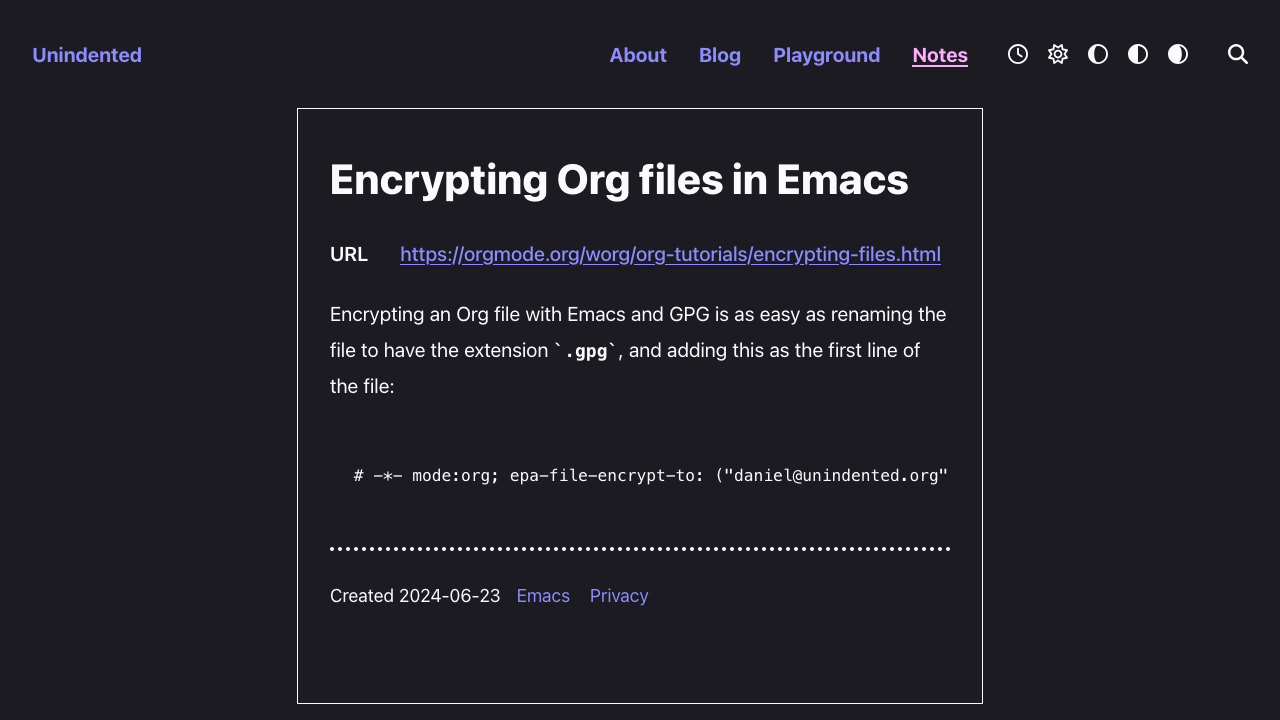 Unindented
About Blog Playground Notes
Encrypting Org files in Emacs
URL https://orgmode.org/worg/org-tutorials/encrypting-files.html
Encrypting an Org file with Emacs and GPG is as easy as renaming the
file to have the extension `.gpg`, and adding this as the first line of
the file:
# -*- mode:org; epa-file-encrypt-to: ("daniel@unindented.org"
Created 2024-06-23 Emacs Privacy